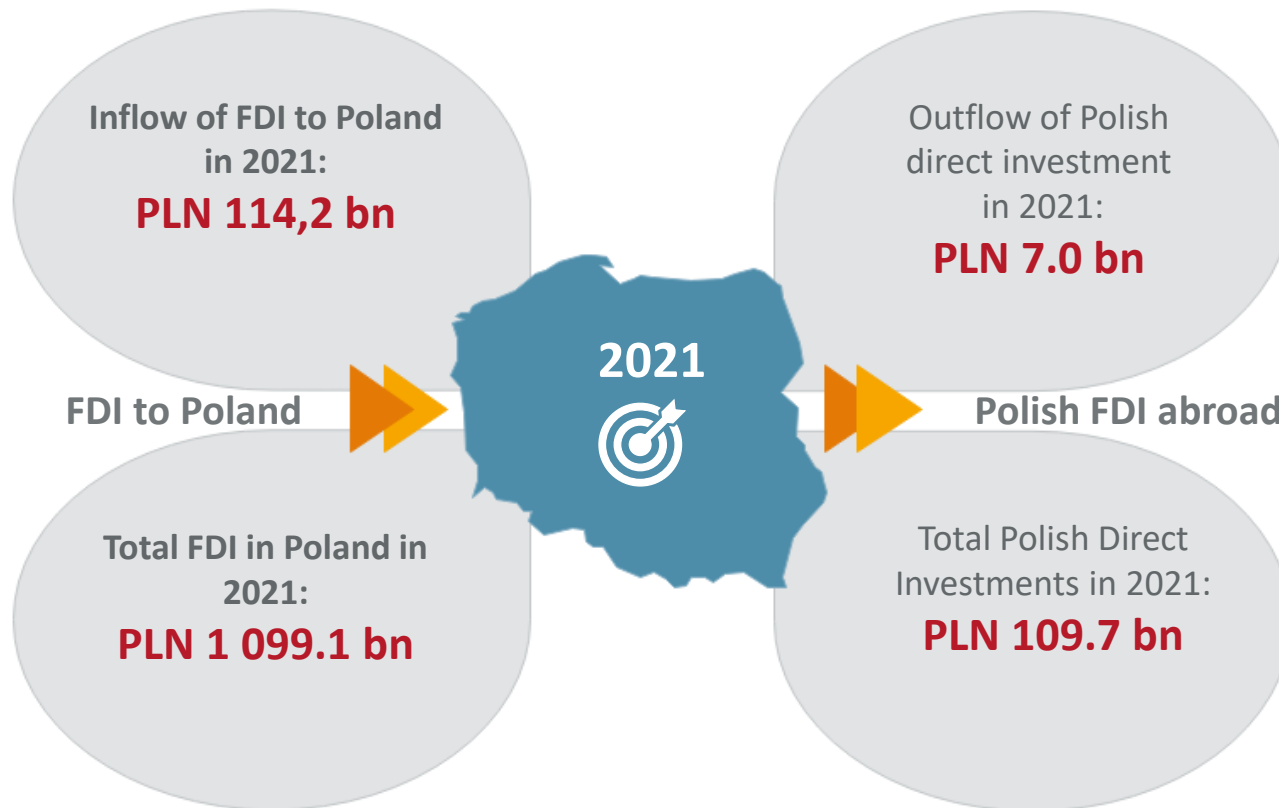 Inflow of FDI to Poland
in 2021:
PLN 114,2 bn
Outflow of Polish
direct investment
in 2021:
PLN 7.0 bn
2021
FDI to Poland
Polish FDI abroad
Total FDI in Poland in
2021:
PLN 1 099.1 bn
Total Polish Direct
Investments in 2021:
PLN 109.7 bn